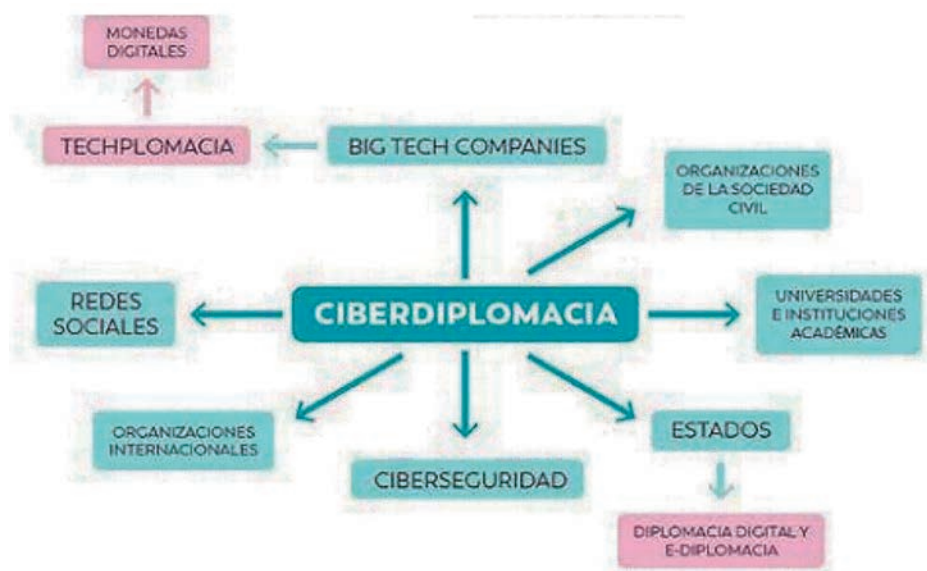 MONEDAS
DIGITALES
TECHPLOMACIA
BIG TECH COMPANIES
ORGANIZACIONES
DE LA SOCIEDAD
CIVIL
REDES
SOCIALES
CIBERDIPLOMACIA
UNIVERSIDADES
E INSTITUCIONES
ACADÉMICAS
ORGANIZACIONES
INTERNACIONALES
CIBERSEGURIDAD
ESTADOS
DIPLOMACIA DIGITAL Y
E-DIPLOMACIA